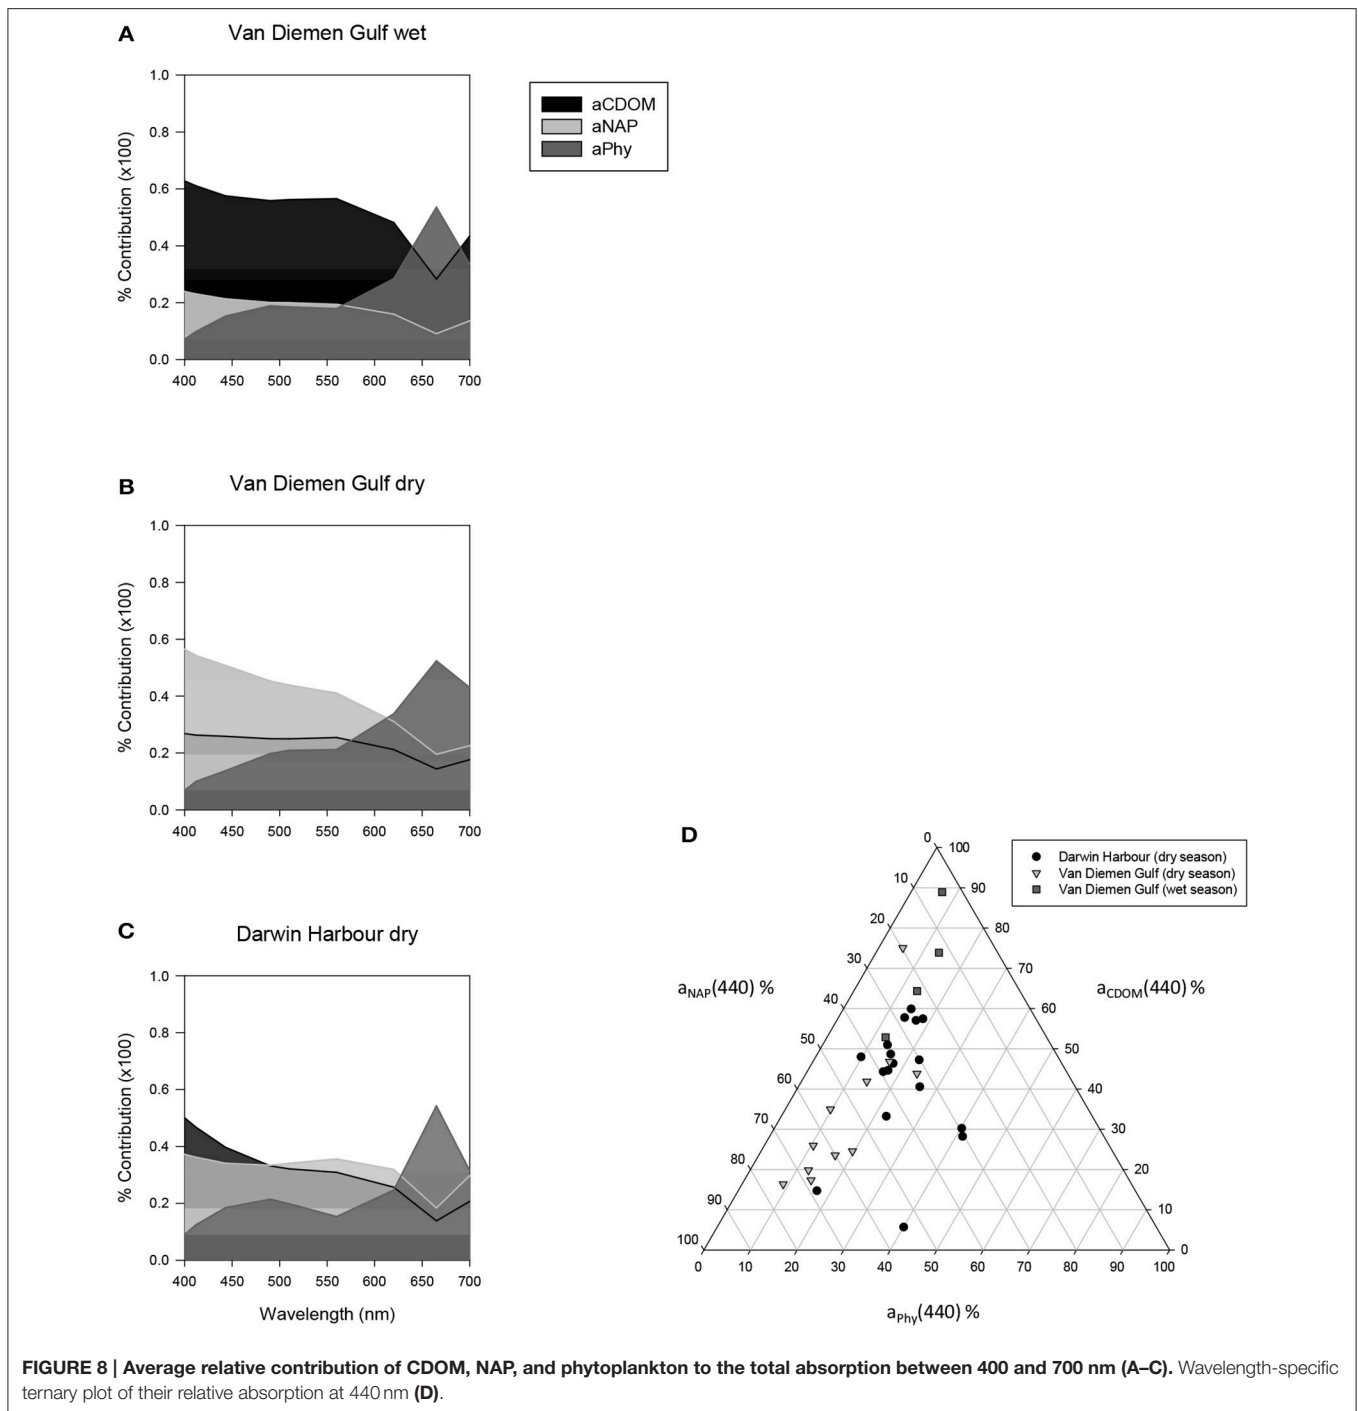 A
Van Diemen Gulf wet
% Contribution (x100)
1.0
0.8
0.6
0.4
0.2
0.0
400 450 500 550 600 650 700
aCDOM
aNAP
aPhy
B
Van Diemen Gulf dry
% Contribution (x100)
1.0
0.8
0.6
0.4
0.2
0.0
400 450 500 550 600 650 700
C
Darwin Harbour dry
% Contribution (x100)
1.0
0.8
0.6
0.4
0.2
0.0
400 450 500 550 600 650 700
Wavelength (nm)
D
Darwin Harbour (dry season)
Van Diemen Gulf (dry season)
Van Diemen Gulf (wet season)
aNAP(440) %
0
10
20
30
40
50
60
70
80
90
100
aCDOM(440) %
100
90
80
70
60
50
40
30
20
10
0
0 10 20 30 40 50 60 70 80 90 100
aPhy(440) %
FIGURE 8 | Average relative contribution of CDOM, NAP, and phytoplankton to the total absorption between 400 and 700 nm (A–C). Wavelength-specific
ternary plot of their relative absorption at 440 nm (D).